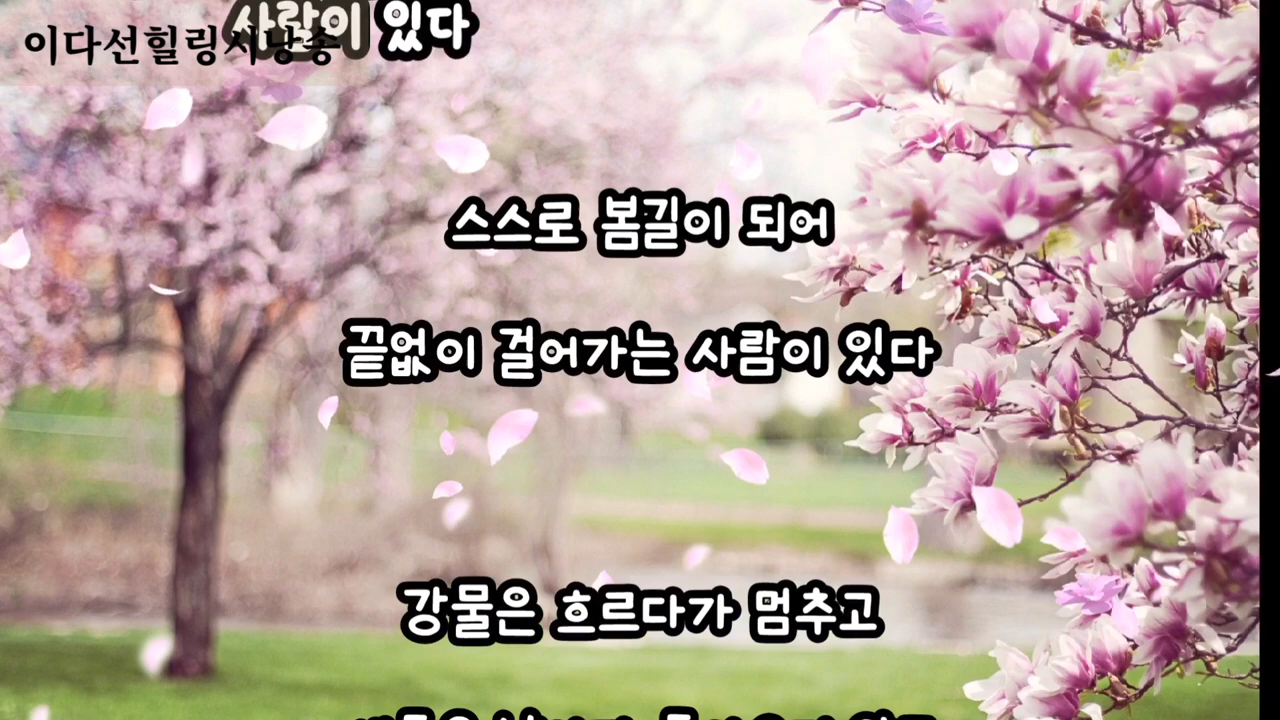 사랑이 있다
이다선힐링시낭송
스스로 봄길이 되어
끝없이 걸어가는 사람이 있다
강물은 흐르다가 멈추고